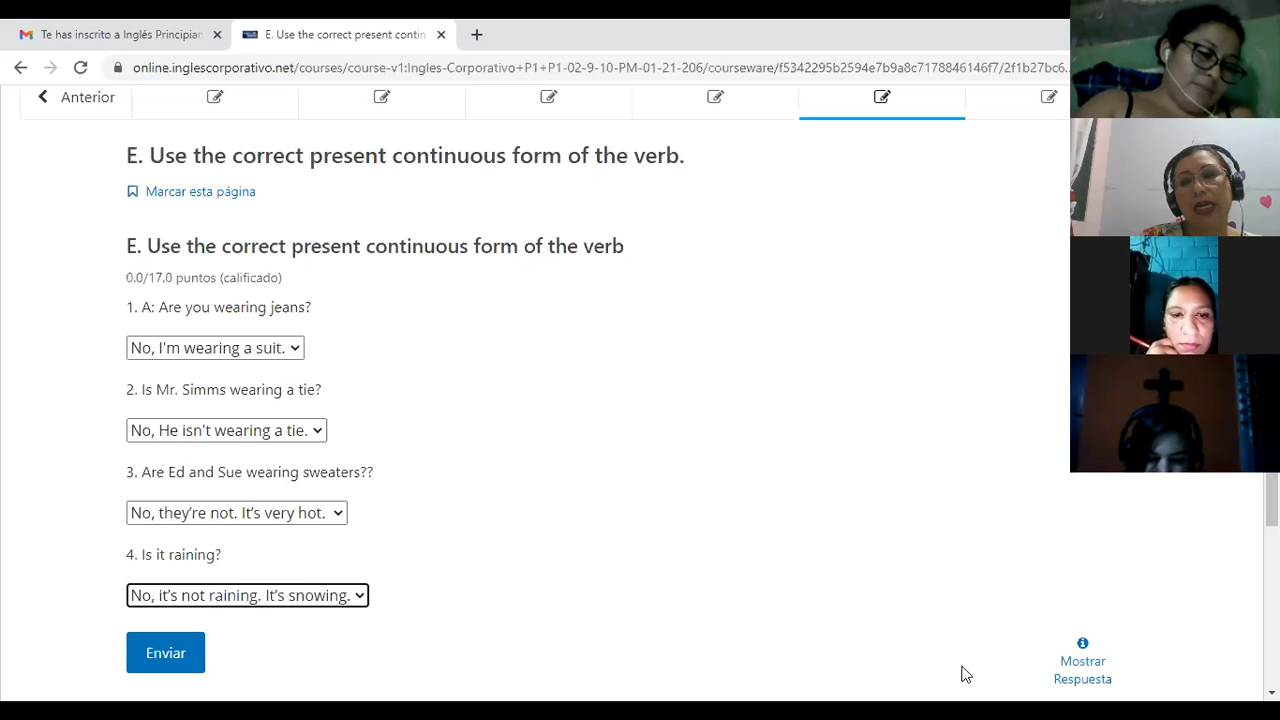 Te has inscrito a Inglés Principian
E. Use the correct present contin
online.inglescorporativo.net/courses/course-v1:Ingles-Corporativo+P1+P1-02-9-10-PM-01-21-206/courseware/f5342295b2594e7b9a8c7178846146f7/2f1b27bc6...
Anterior
E. Use the correct present continuous form of the verb.
Marcar esta página
E. Use the correct present continuous form of the verb
0.0/17.0 puntos (calificado)
1. A: Are you wearing jeans?
No, I'm wearing a suit.
2. Is Mr. Simms wearing a tie?
No, He isn't wearing a tie.
3. Are Ed and Sue wearing sweaters??
No, they're not. It's very hot.
4. Is it raining?
No, it's not raining. It's snowing.
Enviar
Mostrar
Respuesta